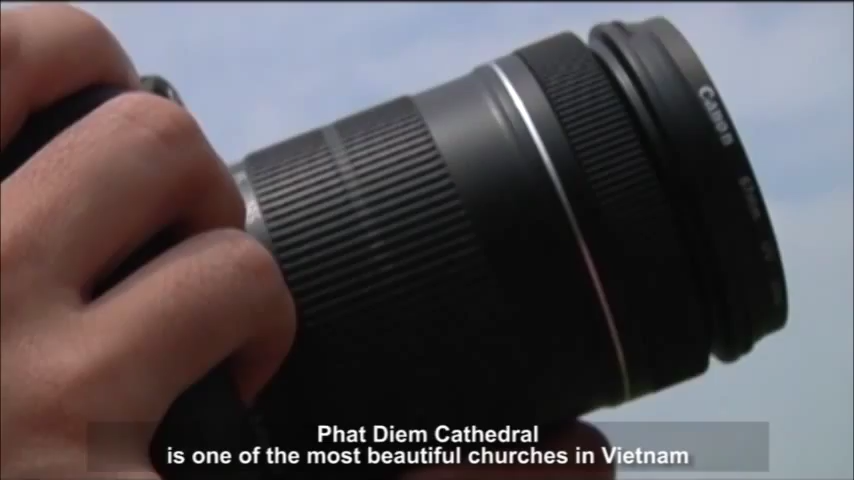 Canon
Phat Diem Cathedral
is one of the most beautiful churches in Vietnam